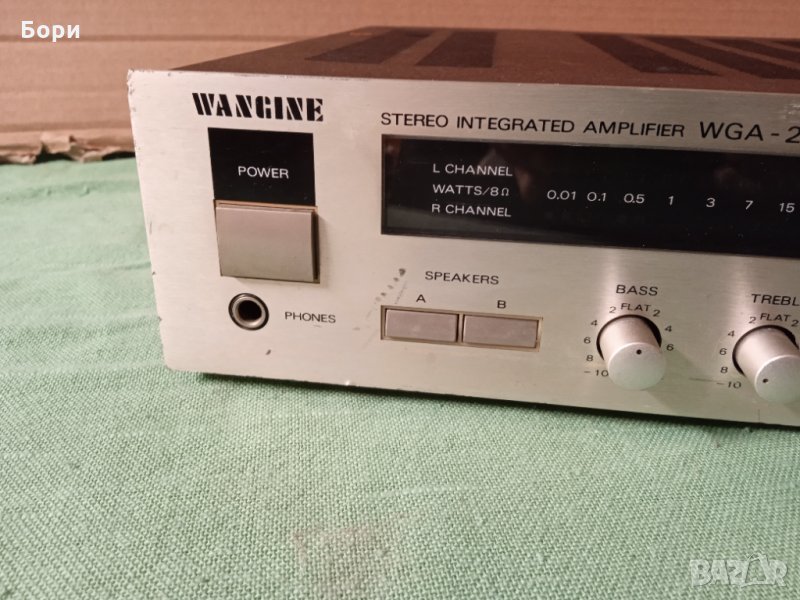 Бори
WANGINE
STEREO INTEGRATED AMPLIFIER WGA-2
POWER
L CHANNEL
WATTS/8Ω 0.01 0.1 0.5 1 3 7 15
R CHANNEL
SPEAKERS
A B
PHONES
BASS
FLAT
2 2
4 4
6 6
8 8
-10
TREBL
FLAT
2 2
4
6
8
-10
BAZAR